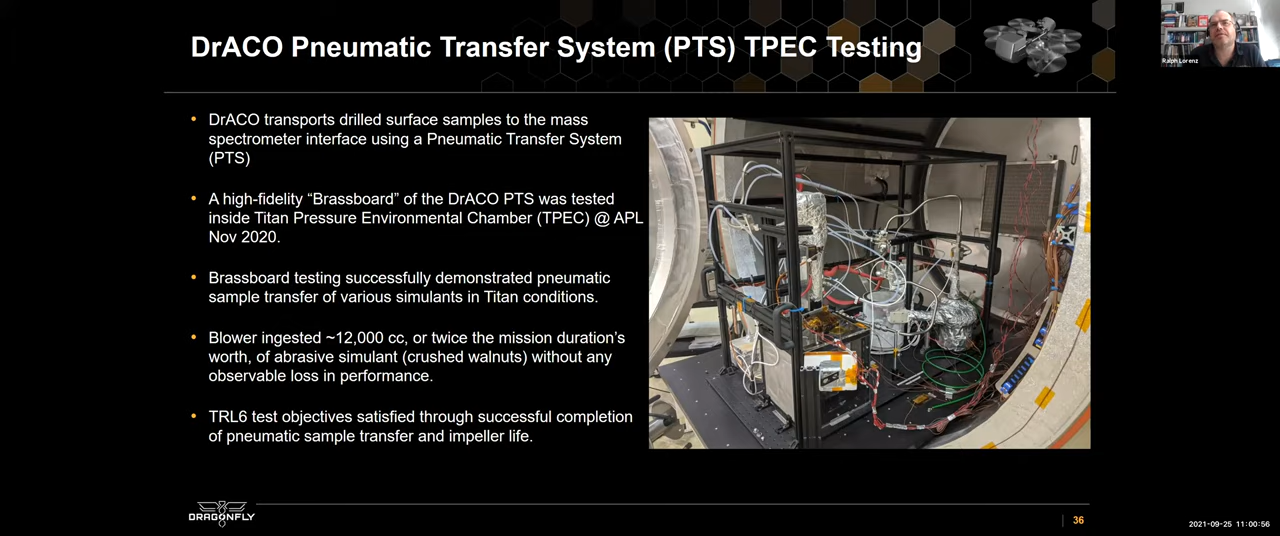 DrACO Pneumatic Transfer System (PTS) TPEC Testing
Ralph Lorenz
• DrACO transports drilled surface samples to the mass
spectrometer interface using a Pneumatic Transfer System
(PTS)
• A high-fidelity “Brassboard” of the DrACO PTS was tested
inside Titan Pressure Environmental Chamber (TPEC) @ APL
Nov 2020.
• Brassboard testing successfully demonstrated pneumatic
sample transfer of various simulants in Titan conditions.
• Blower ingested ~12,000 cc, or twice the mission duration’s
worth, of abrasive simulant (crushed walnuts) without any
observable loss in performance.
• TRL6 test objectives satisfied through successful completion
of pneumatic sample transfer and impeller life.
DRAGONFLY
36
2021-09-25 11:00:56